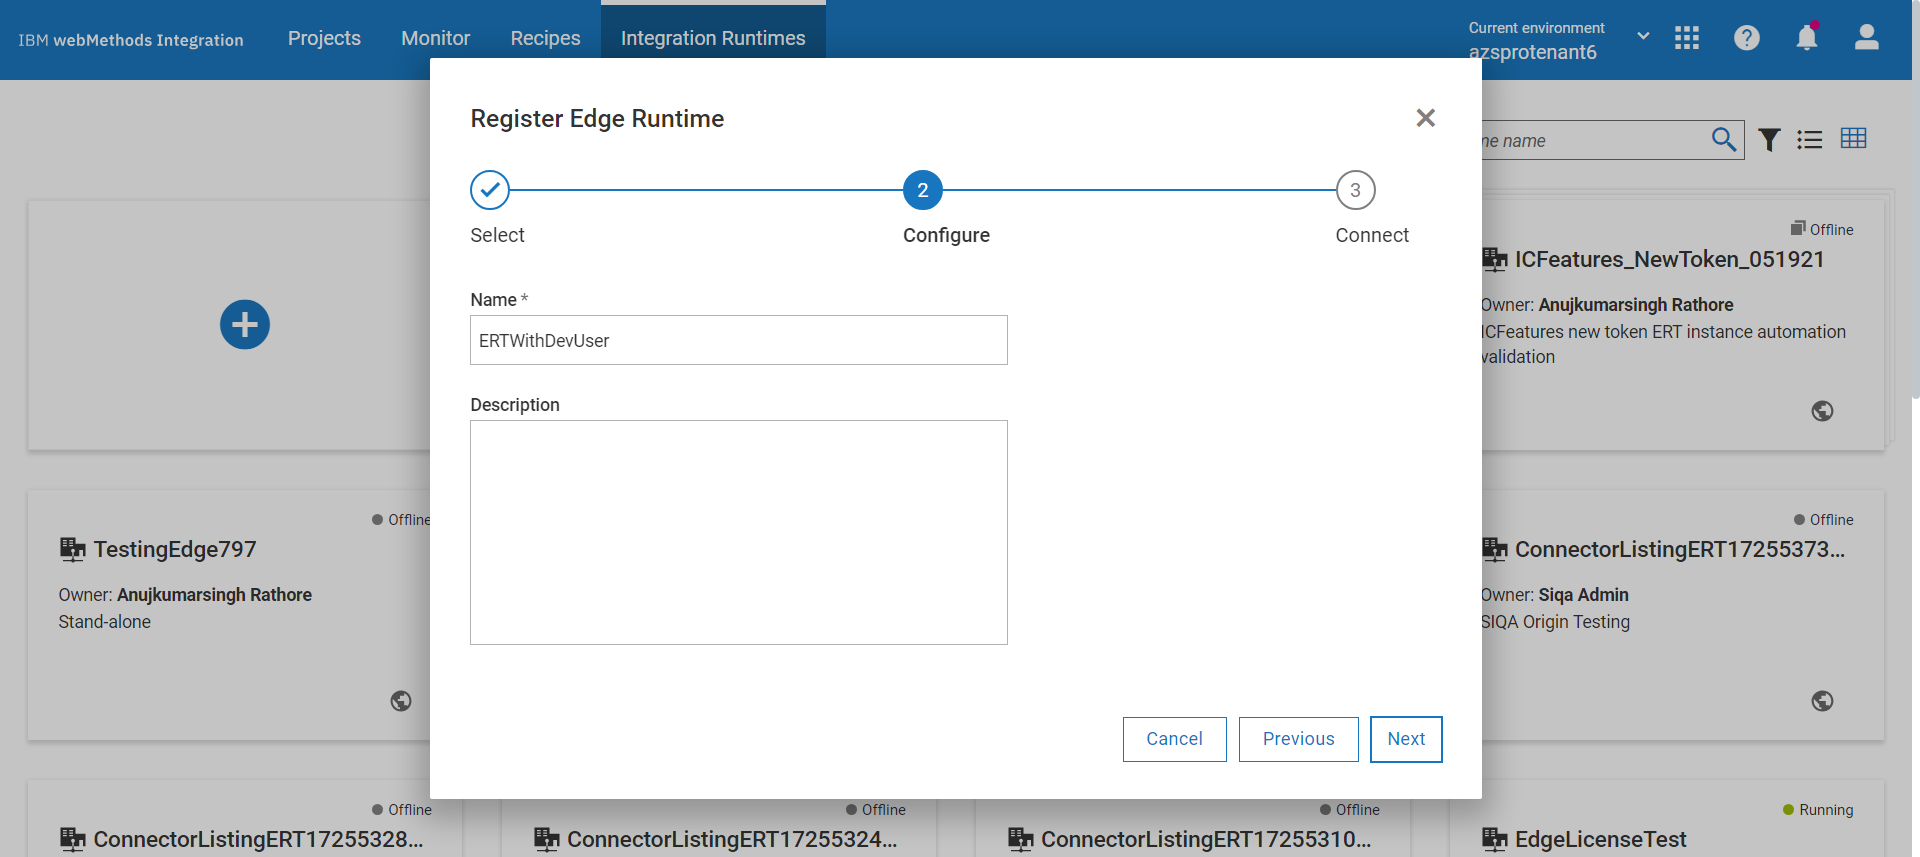 IBM webMethods Integration
Projects
Monitor
Recipes
Integration Runtimes
Current environment
azsprotenant6
Register Edge Runtime
2
3
Select
Configure
Connect
Name *
ERTWithDevUser
Description
Cancel
Previous
Next
name
Offline
ICFeatures_NewToken_051921
Owner: Anujkumarsingh Rathore
ICFeatures new token ERT instance automation
validation
Offline
TestingEdge797
Owner: Anujkumarsingh Rathore
Stand-alone
Offline
ConnectorListingERT17255373...
Owner: Siqa Admin
SIQA Origin Testing
Offline
ConnectorListingERT17255328...
Offline
ConnectorListingERT17255324...
Offline
ConnectorListingERT17255310...
Running
EdgeLicenseTest